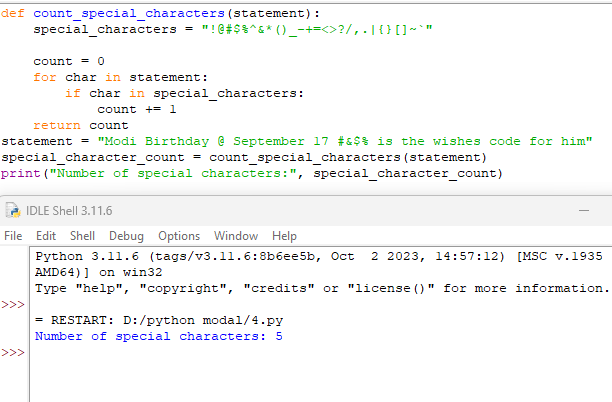 def count_special_characters(statement):
    special_characters = "!@#$%^&*()_-+=<>?/,.|{}[]~`"

    count = 0
    for char in statement:
        if char in special_characters:
            count += 1
    return count
statement = "Modi Birthday @ September 17 #&$% is the wishes code for him"
special_character_count = count_special_characters(statement)
print("Number of special characters:", special_character_count)
IDLE Shell 3.11.6
File Edit Shell Debug Options Window Help
Python 3.11.6 (tags/v3.11.6:8b6ee5b, Oct  2 2023, 14:57:12) [MSC v.1935
AMD64)] on win32
Type "help", "copyright", "credits" or "license()" for more information.
>>>
= RESTART: D:/python modal/4.py
Number of special characters: 5
>>>